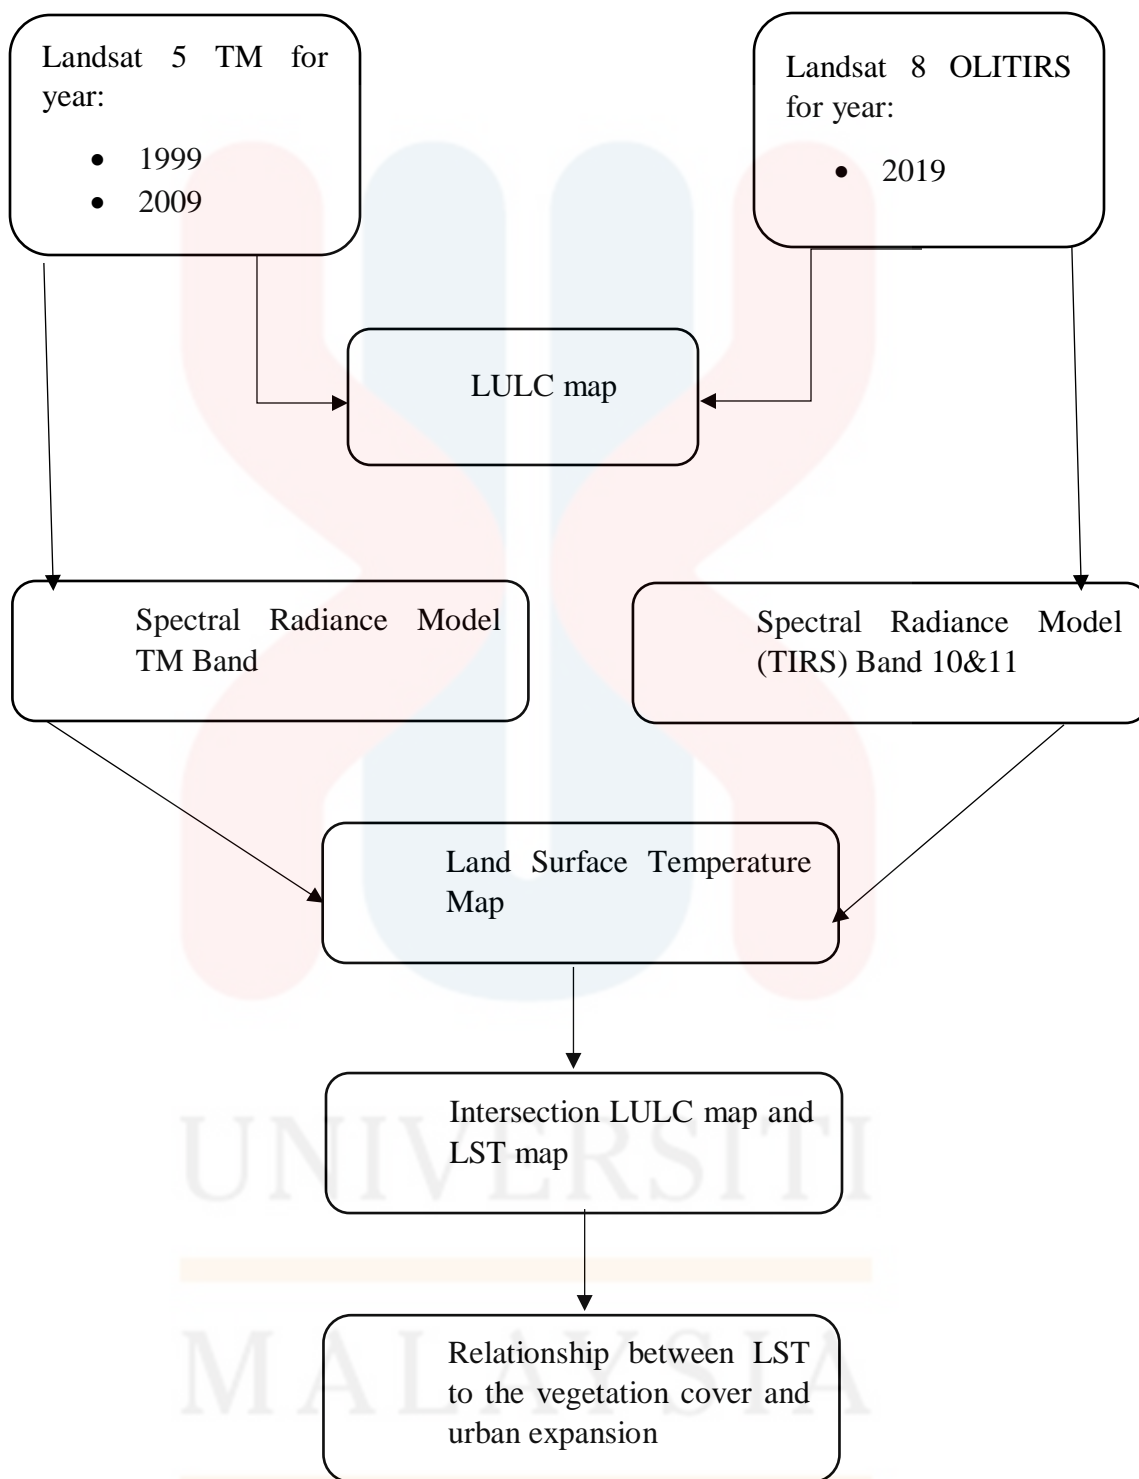 Landsat 5 TM for
year:
• 1999
• 2009
Landsat 8 OLITIRS
for year:
• 2019
LULC map
Spectral Radiance Model
TM Band
Spectral Radiance Model
(TIRS) Band 10&11
Land Surface Temperature
Map
Intersection LULC map and
LST map
UNIVERSITI
Relationship between LST
to the vegetation cover and
urban expansion
MALAYSIA